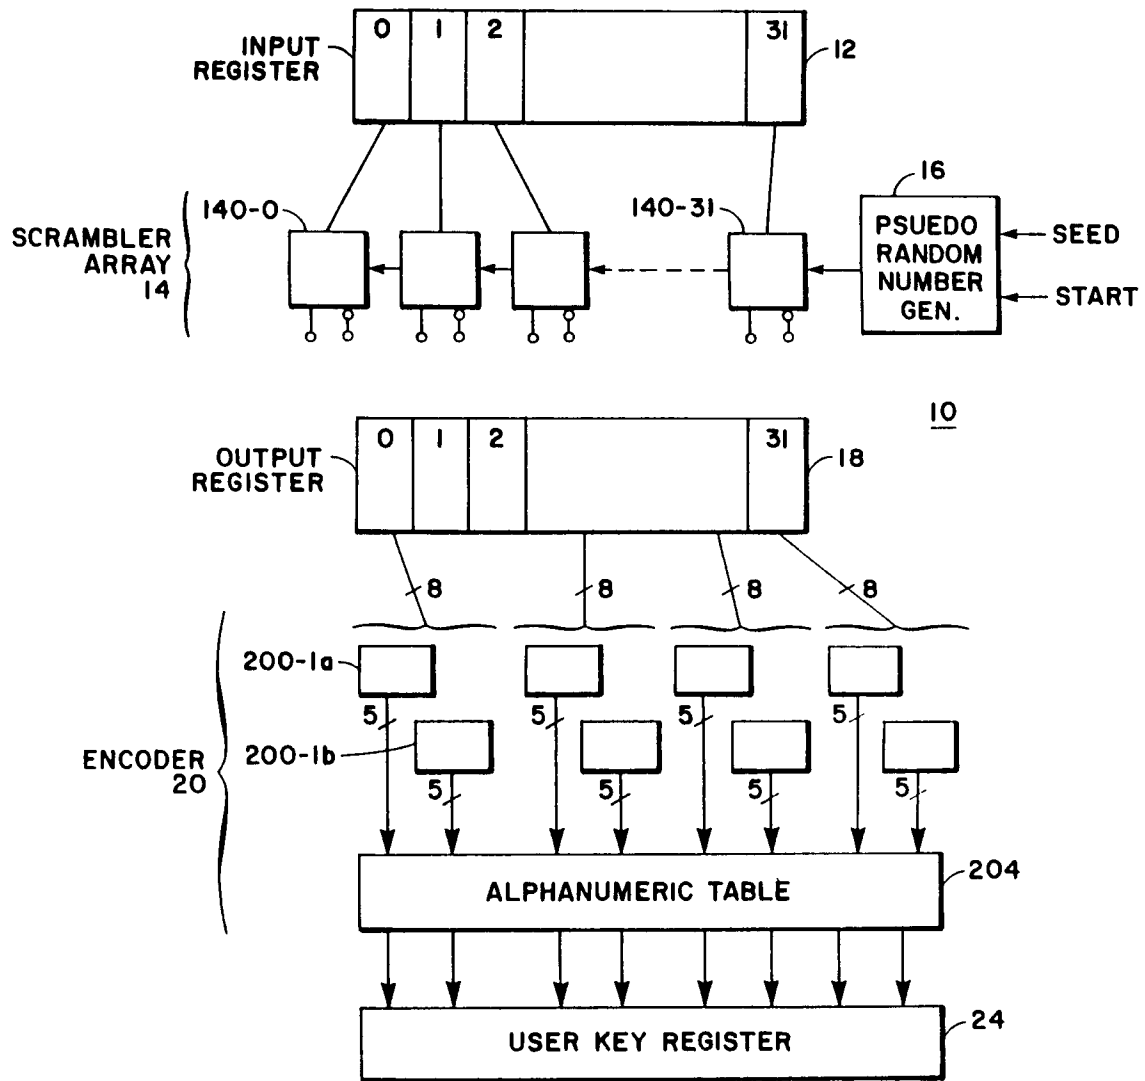 0 1 2 31
INPUT
REGISTER
12
16
140-0
140-31
SCRAMBLER
ARRAY
14
PSUEDO
RANDOM
NUMBER
GEN.
SEED
START
10
0 1 2 31
OUTPUT
REGISTER
18
8 8 8 8
200-1a
5 5 5 5
200-1b
5 5 5 5
ENCODER
20
ALPHANUMERIC TABLE
204
USER KEY REGISTER
24